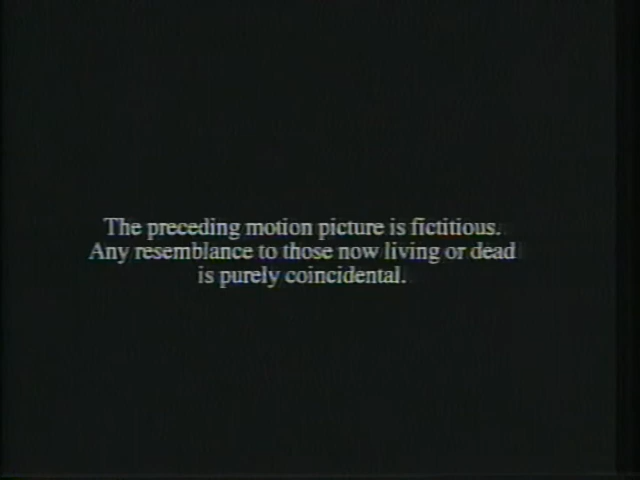 The preceding motion picture is fictitious.
Any resemblance to those now living or dead
is purely coincidental.